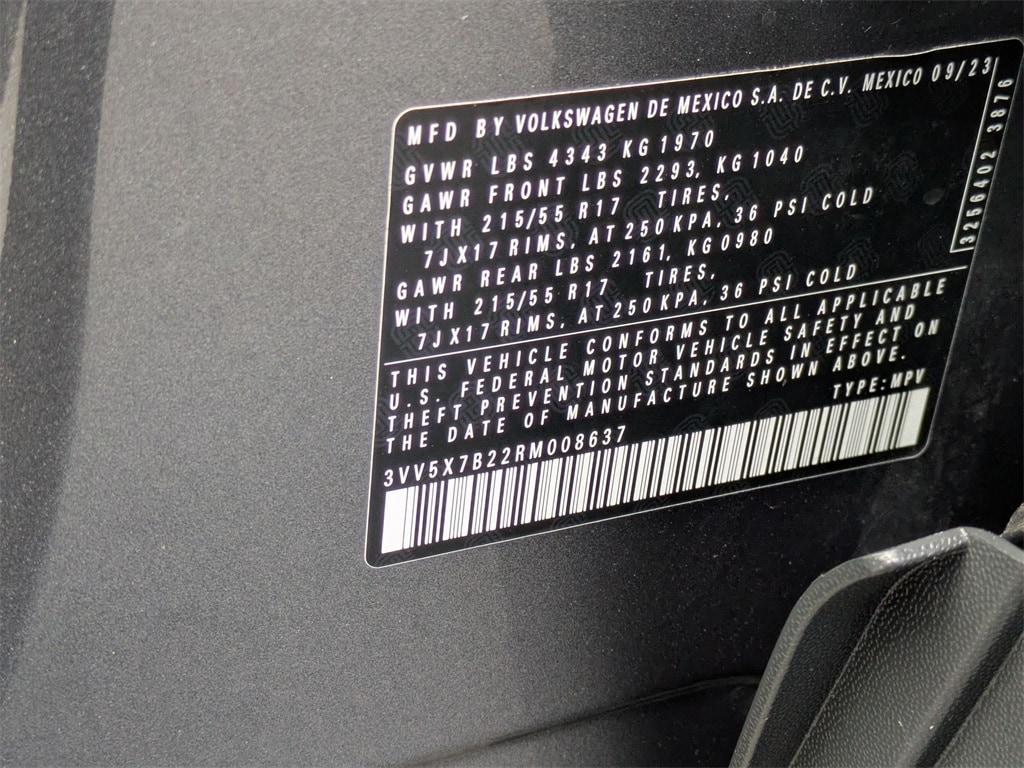 MFD BY VOLKSWAGEN DE MEXICO S.A. DE C.V. MEXICO 09/23
GVWR LBS 4343 KG 1970
GAWR FRONT LBS 2293, KG 1040
WITH 215/55 R17 TIRES,
7JX17 RIMS, AT 250 KPA, 36 PSI COLD
GAWR REAR LBS 2161, KG 0980
WITH 215/55 R17 TIRES,
7JX17 RIMS, AT 250 KPA, 36 PSI COLD
THIS VEHICLE CONFORMS TO ALL APPLICABLE
U.S. FEDERAL MOTOR VEHICLE SAFETY AND
THEFT PREVENTION STANDARDS IN EFFECT ON
THE DATE OF MANUFACTURE SHOWN ABOVE.
3VV5X7B22RM008637 TYPE: MPV
3256402 3876